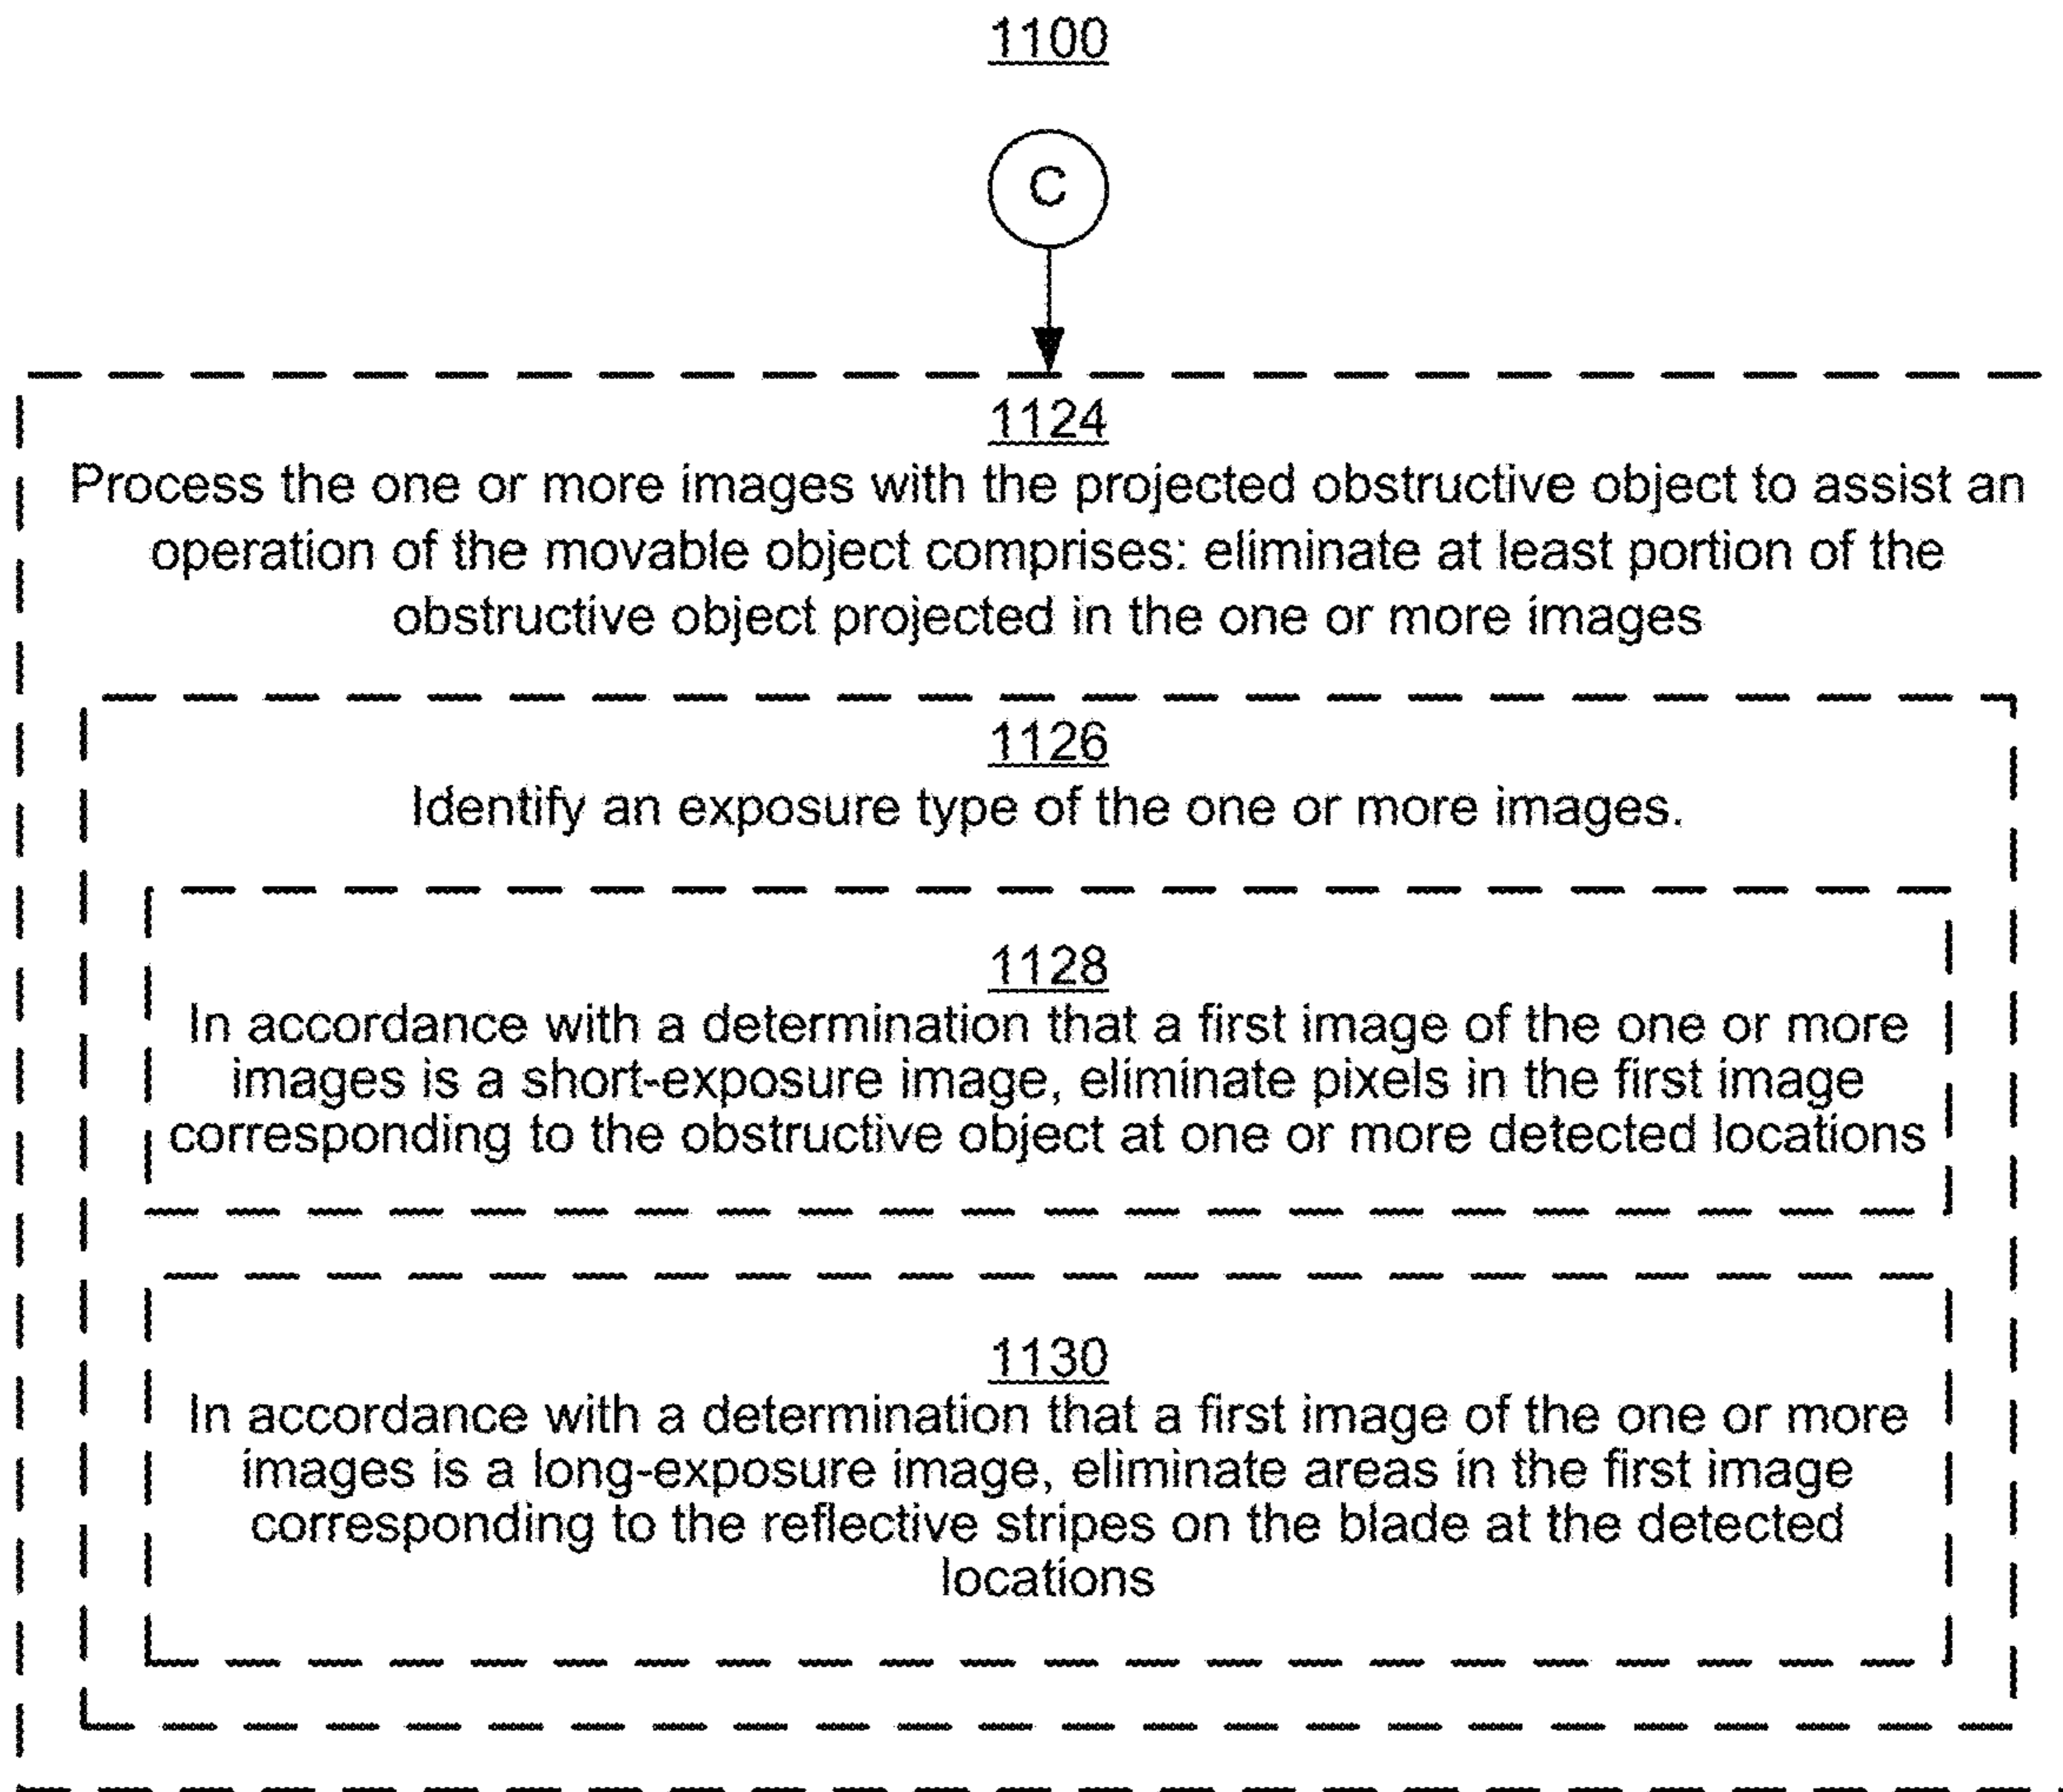 1100
C
1124
Process the one or more images with the projected obstructive object to assist an
operation of the movable object comprises: eliminate at least portion of the
obstructive object projected in the one or more images
1126
Identify an exposure type of the one or more images.
1128
In accordance with a determination that a first image of the one or more
images is a short-exposure image, eliminate pixels in the first image
corresponding to the obstructive object at one or more detected locations
1130
In accordance with a determination that a first image of the one or more
images is a long-exposure image, eliminate areas in the first image
corresponding to the reflective stripes on the blade at the detected
locations